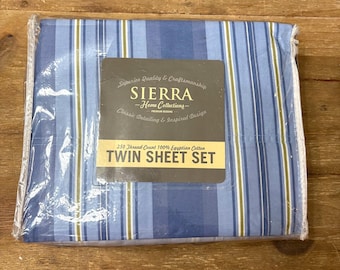 Superior Quality & Craftsmanship
SIERRA
Home Collections
Classic Detailing & Inspired Design
250 Thread Count 100% Egyptian Cotton
TWIN SHEET SET